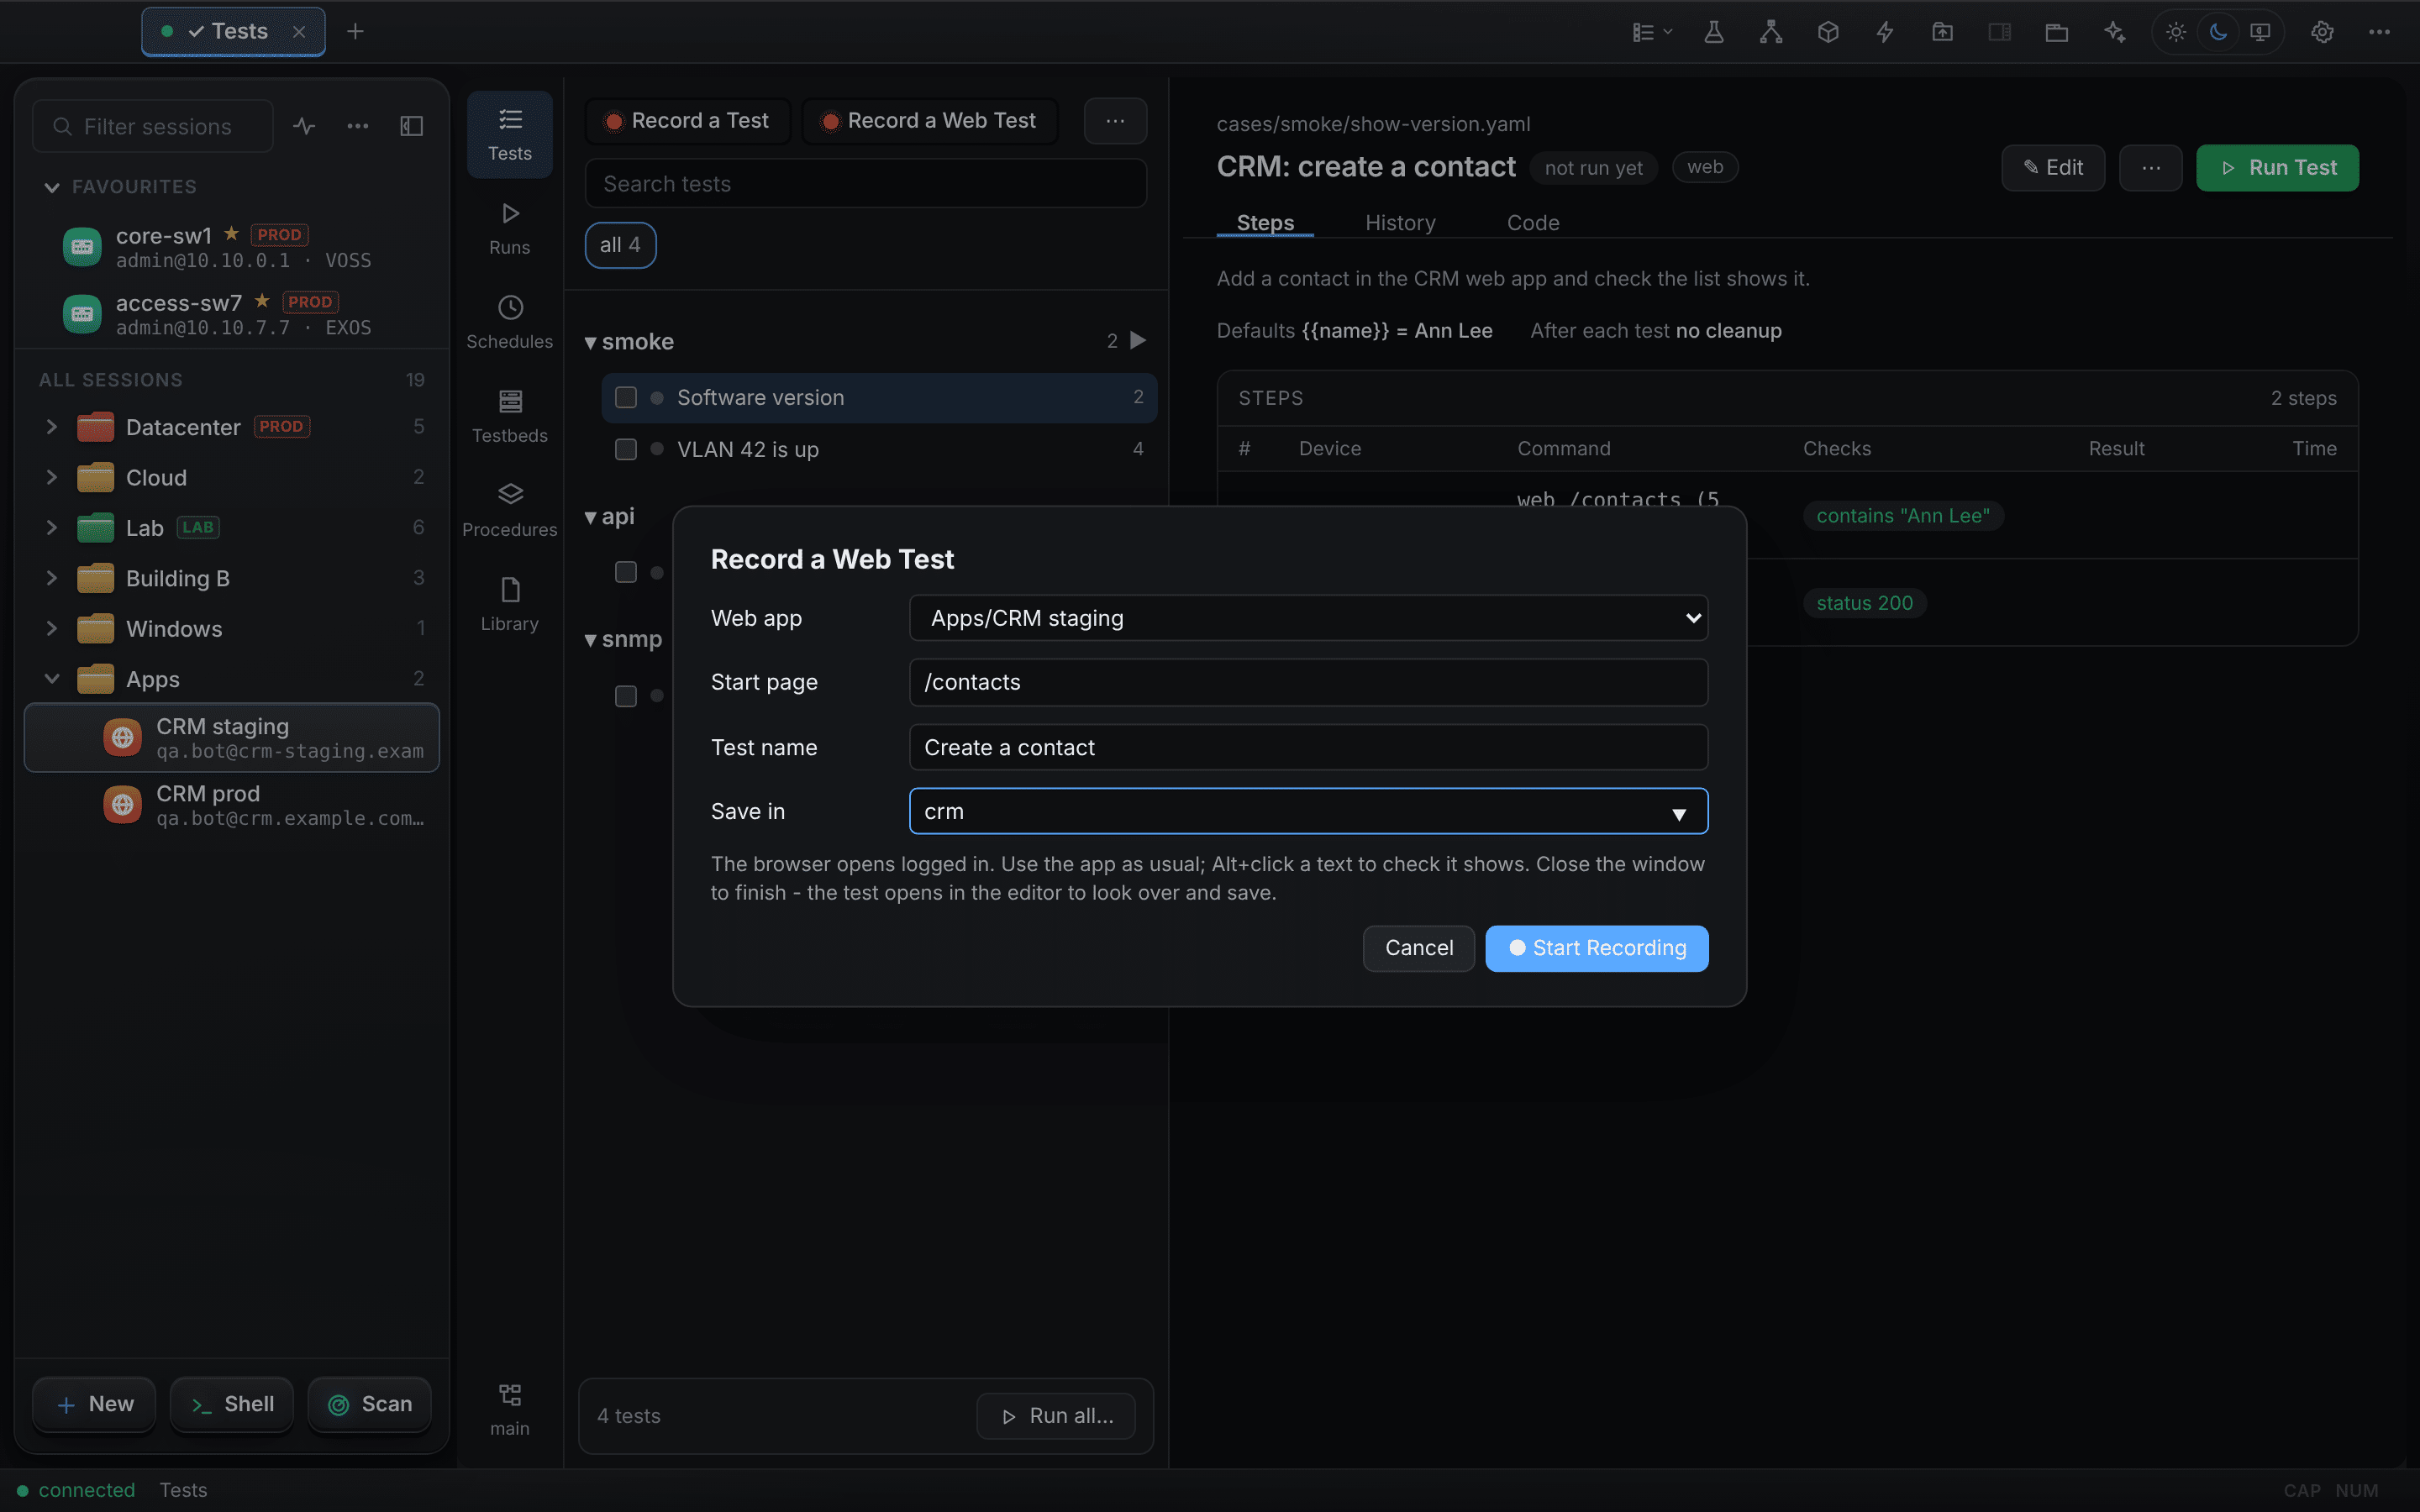 ✓ Tests
Filter sessions
FAVOURITES
core-sw1 ★ PROD
admin@10.10.0.1 · VOSS
access-sw7 ★ PROD
admin@10.10.7.7 · EXOS
ALL SESSIONS 19
Datacenter PROD 5
Cloud 2
Lab LAB 6
Building B 3
Windows 1
Apps 2
CRM staging
qa.bot@crm-staging.exam
CRM prod
qa.bot@crm.example.com…
New
Shell
Scan
Tests
Runs
Schedules
Testbeds
Procedures
Library
main
Record a Test
Record a Web Test
Search tests
all 4
smoke 2
Software version 2
VLAN 42 is up 4
api
snmp
4 tests
Run all...
cases/smoke/show-version.yaml
CRM: create a contact not run yet web
✎ Edit
Run Test
Steps History Code
Add a contact in the CRM web app and check the list shows it.
Defaults {{name}} = Ann Lee After each test no cleanup
STEPS 2 steps
# Device Command Checks Result Time
web /contacts (5
contains "Ann Lee"
status 200
Record a Web Test
Web app Apps/CRM staging
Start page /contacts
Test name Create a contact
Save in crm
The browser opens logged in. Use the app as usual; Alt+click a text to check it shows. Close the window
to finish - the test opens in the editor to look over and save.
Cancel
Start Recording
connected Tests
CAP NUM